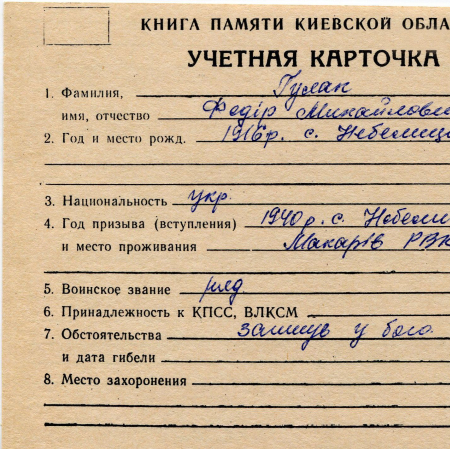 КНИГА ПАМЯТИ КИЕВСКОЙ ОБЛА
УЧЕТНАЯ КАРТОЧКА
1. Фамилия, Гулак
имя, отчество Федір Михайлови
2. Год и место рожд. 1916р. с. Небелиц
3. Национальность укр.
4. Год призыва (вступления) 1940р. с. Небели
и место проживания Макарів РВК
5. Воинское звание ряд.
6. Принадлежность к КПСС, ВЛКСМ
7. Обстоятельства загинув у бою.
и дата гибели
8. Место захоронения